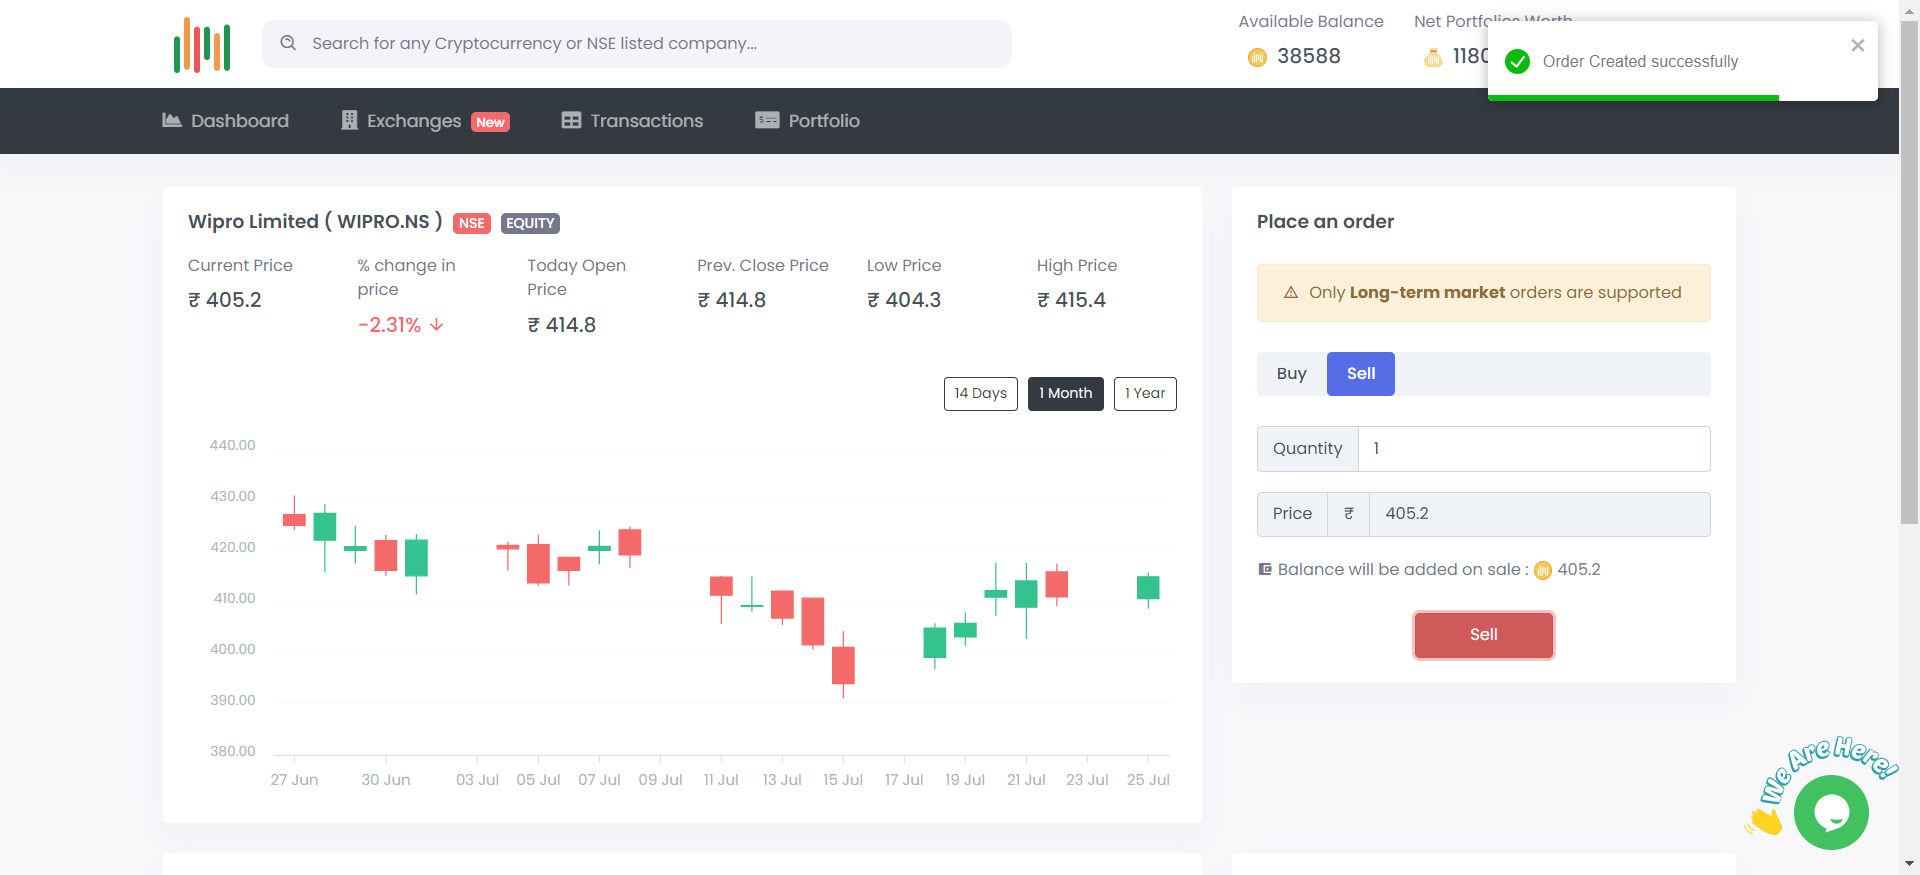 Search for any Cryptocurrency or NSE listed company...
Available Balance
38588
Net Portfolios Worth
Order Created successfully
Dashboard
Exchanges New
Transactions
Portfolio
Wipro Limited ( WIPRO.NS ) NSE EQUITY
Current Price
₹ 405.2
% change in
price
-2.31%
Today Open
Price
₹ 414.8
Prev. Close Price
₹ 414.8
Low Price
₹ 404.3
High Price
₹ 415.4
14 Days
1 Month
1 Year
440.00
430.00
420.00
410.00
400.00
390.00
380.00
27 Jun 30 Jun 03 Jul 05 Jul 07 Jul 09 Jul 11 Jul 13 Jul 15 Jul 17 Jul 19 Jul 21 Jul 23 Jul 25 Jul
Place an order
Only Long-term market orders are supported
Buy Sell
Quantity 1
Price ₹ 405.2
Balance will be added on sale : 405.2
Sell
We Are Here!